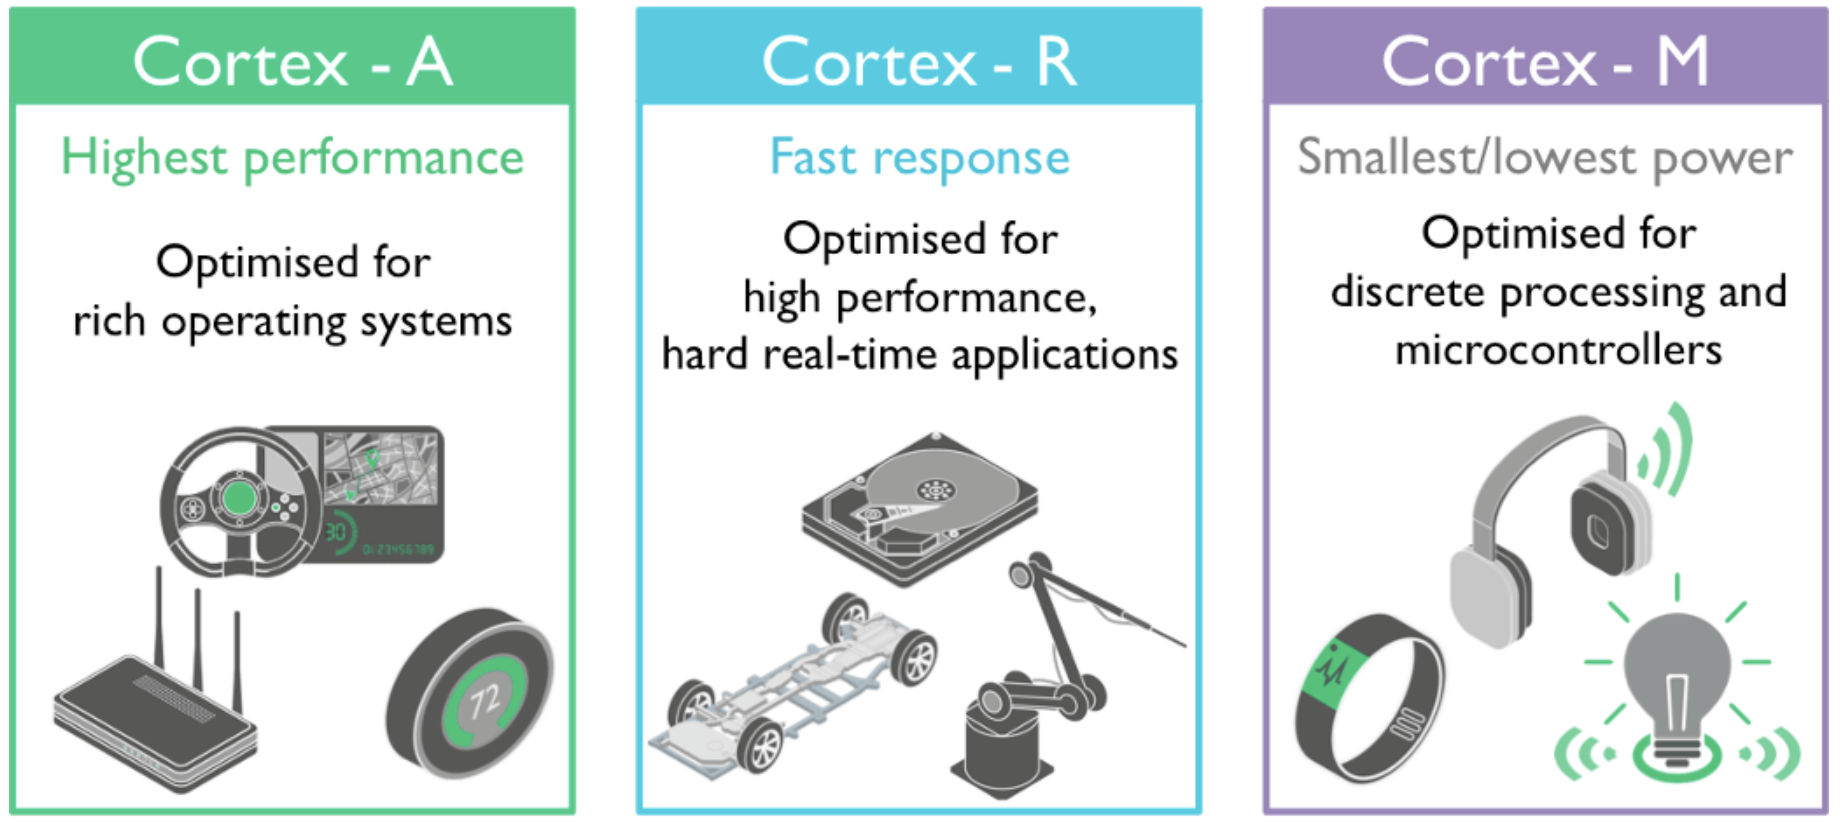 Cortex - A
Highest performance
Optimised for
rich operating systems
30
D: 23456789
72
Cortex - R
Fast response
Optimised for
high performance,
hard real-time applications
Cortex - M
Smallest/lowest power
Optimised for
discrete processing and
microcontrollers